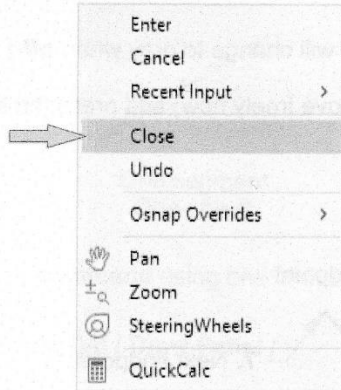 Enter
Cancel
Recent Input >
Close
Undo
Osnap Overrides >
Pan
Zoom
SteeringWheels
QuickCalc